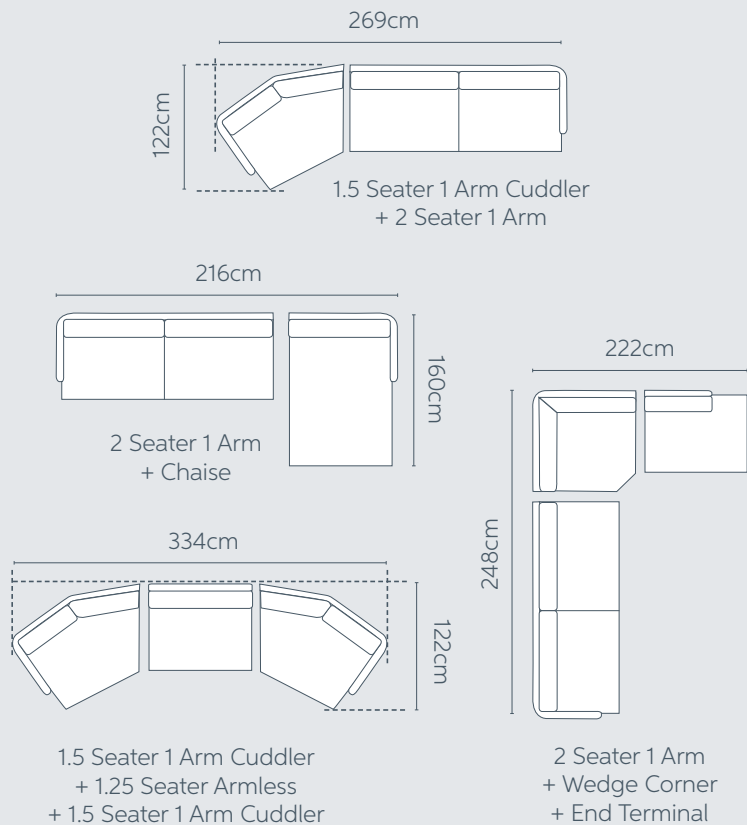 269cm
122cm
1.5 Seater 1 Arm Cuddler
+ 2 Seater 1 Arm
216cm
160cm
2 Seater 1 Arm
+ Chaise
222cm
248cm
2 Seater 1 Arm
+ Wedge Corner
+ End Terminal
334cm
122cm
1.5 Seater 1 Arm Cuddler
+ 1.25 Seater Armless
+ 1.5 Seater 1 Arm Cuddler